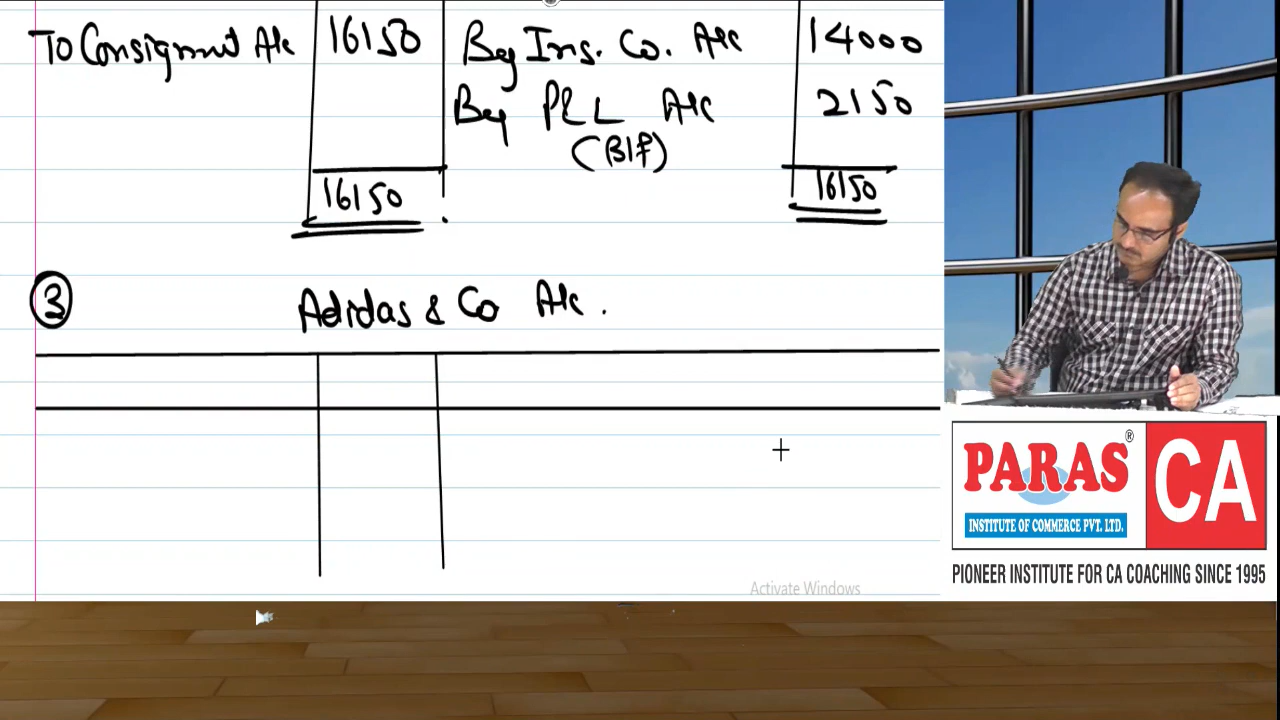 To Consignment A/c 16150 By Ins. Co. A/c 14000
By P&L A/c 2150
(B/f)
16150 16150
3 Adidas & Co A/c.
PARAS ®
CA
INSTITUTE OF COMMERCE PVT. LTD.
PIONEER INSTITUTE FOR CA COACHING SINCE 1995
Activate Windows